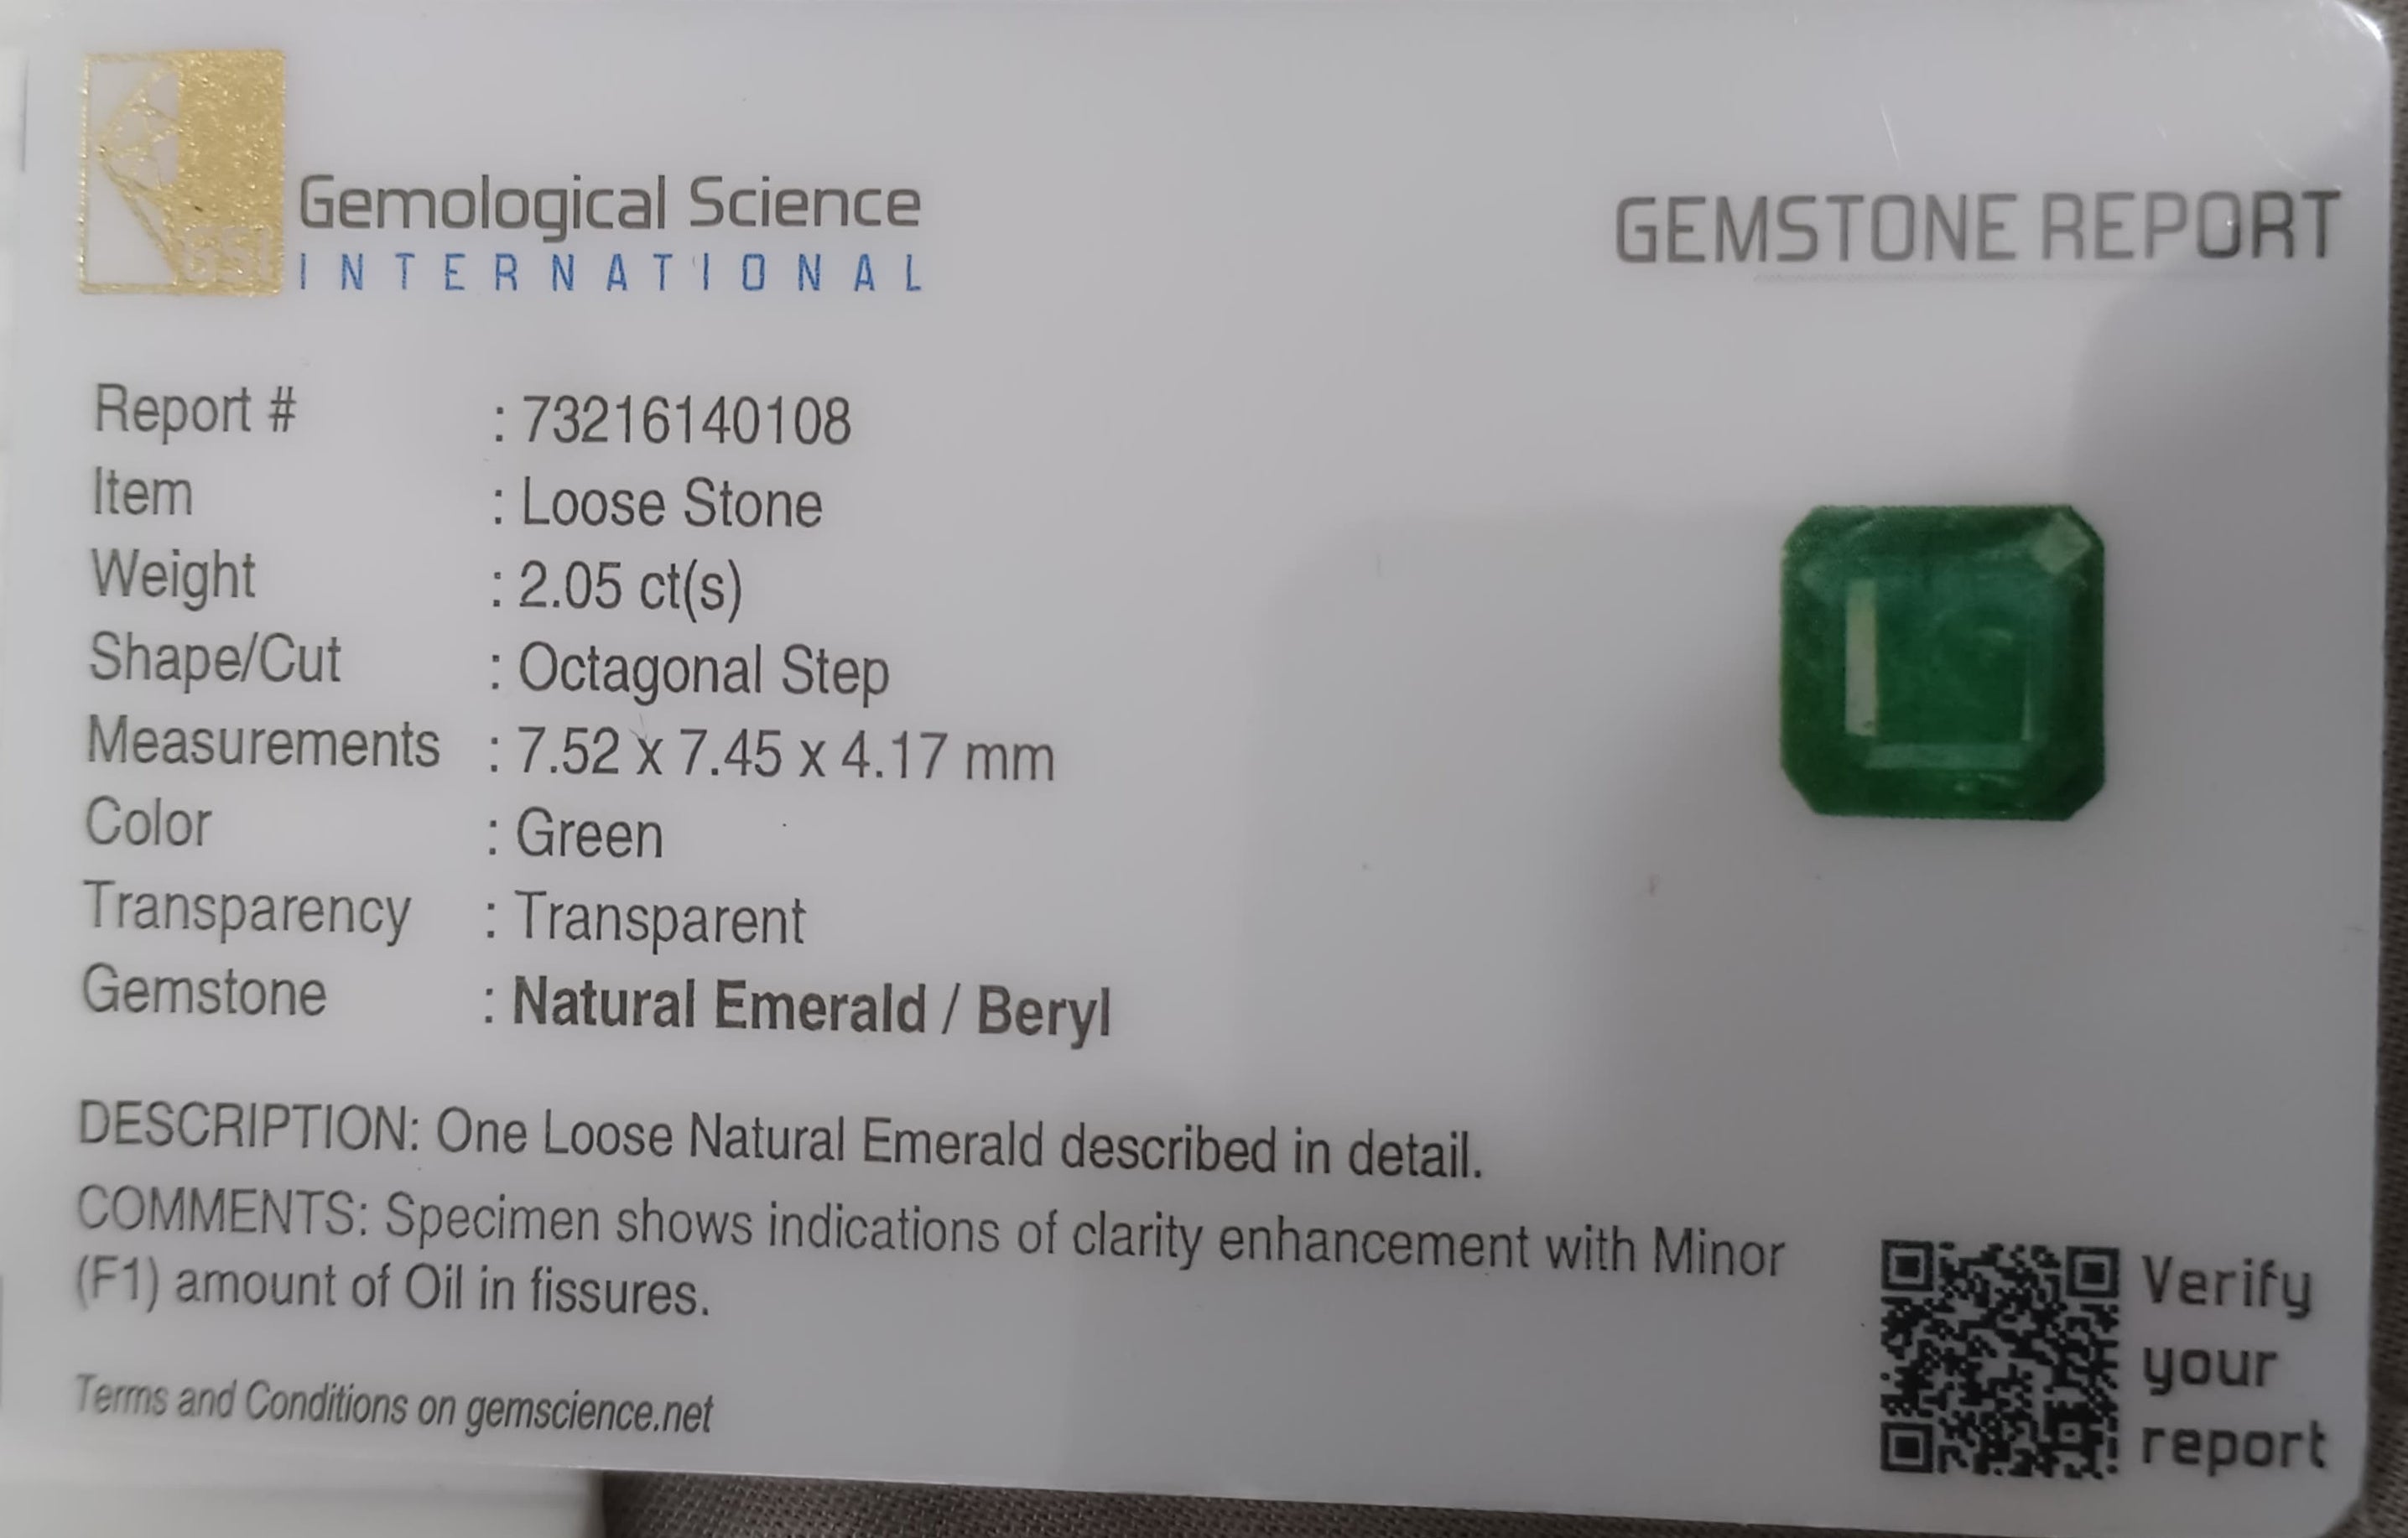 GSI
Gemological Science
INTERNATIONAL
GEMSTONE REPORT
Report # : 73216140108
Item : Loose Stone
Weight : 2.05 ct(s)
Shape/Cut : Octagonal Step
Measurements : 7.52 x 7.45 x 4.17 mm
Color : Green
Transparency : Transparent
Gemstone : Natural Emerald / Beryl
DESCRIPTION: One Loose Natural Emerald described in detail.
COMMENTS: Specimen shows indications of clarity enhancement with Minor
(F1) amount of Oil in fissures.
Terms and Conditions on gemscience.net
Verify
your
report